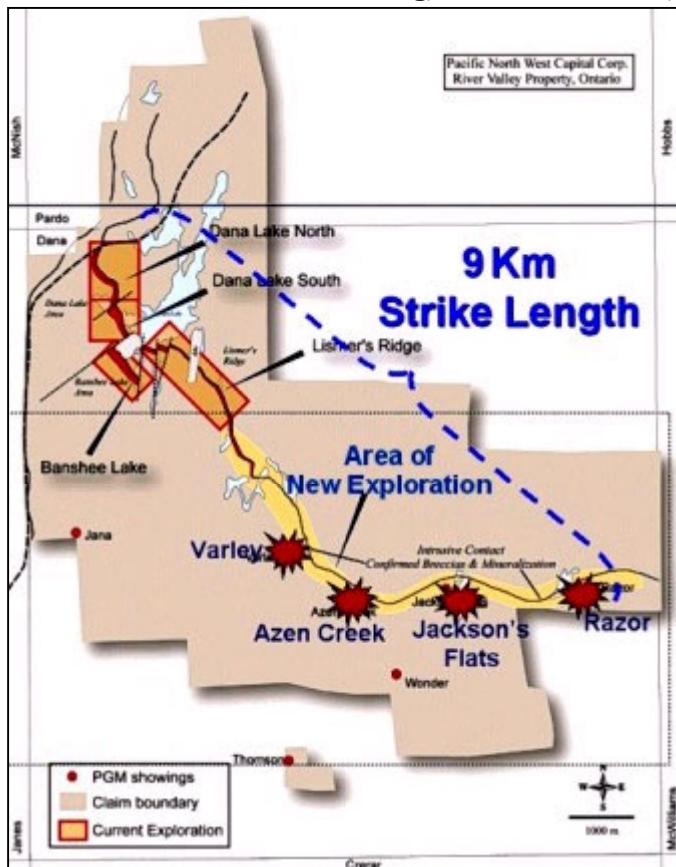 Pacific North West Capital Corp.
River Valley Property, Ontario
McNish
Hobbs
Pardo
Dana
Dana Lake North
9 Km
Strike Length
Dana Lake South
Dana Lake
Area
Lismer's Ridge
Lismer's
Ridge
Banshee Lake
Area
Banshee Lake
Area of
New Exploration
Jana
Varley
Intrusive Contact
Confirmed Breccias & Mineralization
Azen Creek
Jackson's
Flats
Razor
Wonder
Thomson
PGM showings
Claim boundary
Current Exploration
N
W
E
S
1000 m
Janes
McWilliams
Crerar